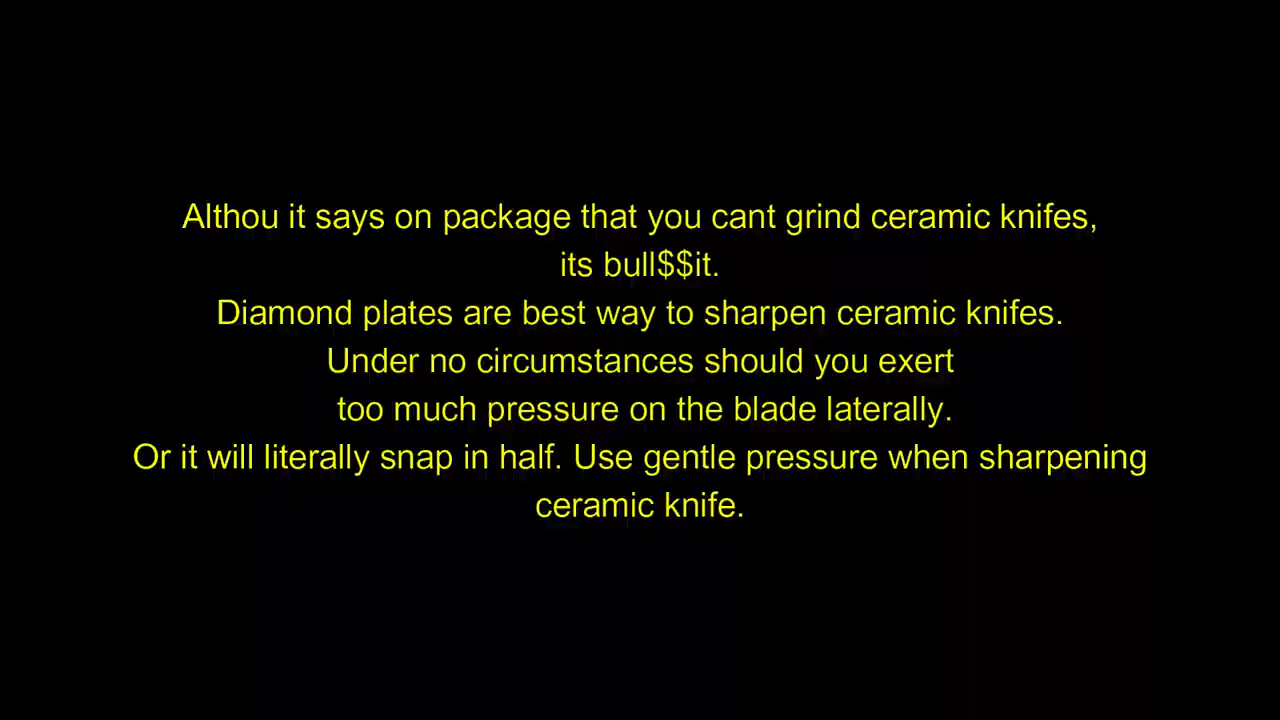 Althou it says on package that you cant grind ceramic knifes,
its bull$$it.
Diamond plates are best way to sharpen ceramic knifes.
Under no circumstances should you exert
too much pressure on the blade laterally.
Or it will literally snap in half. Use gentle pressure when sharpening
ceramic knife.